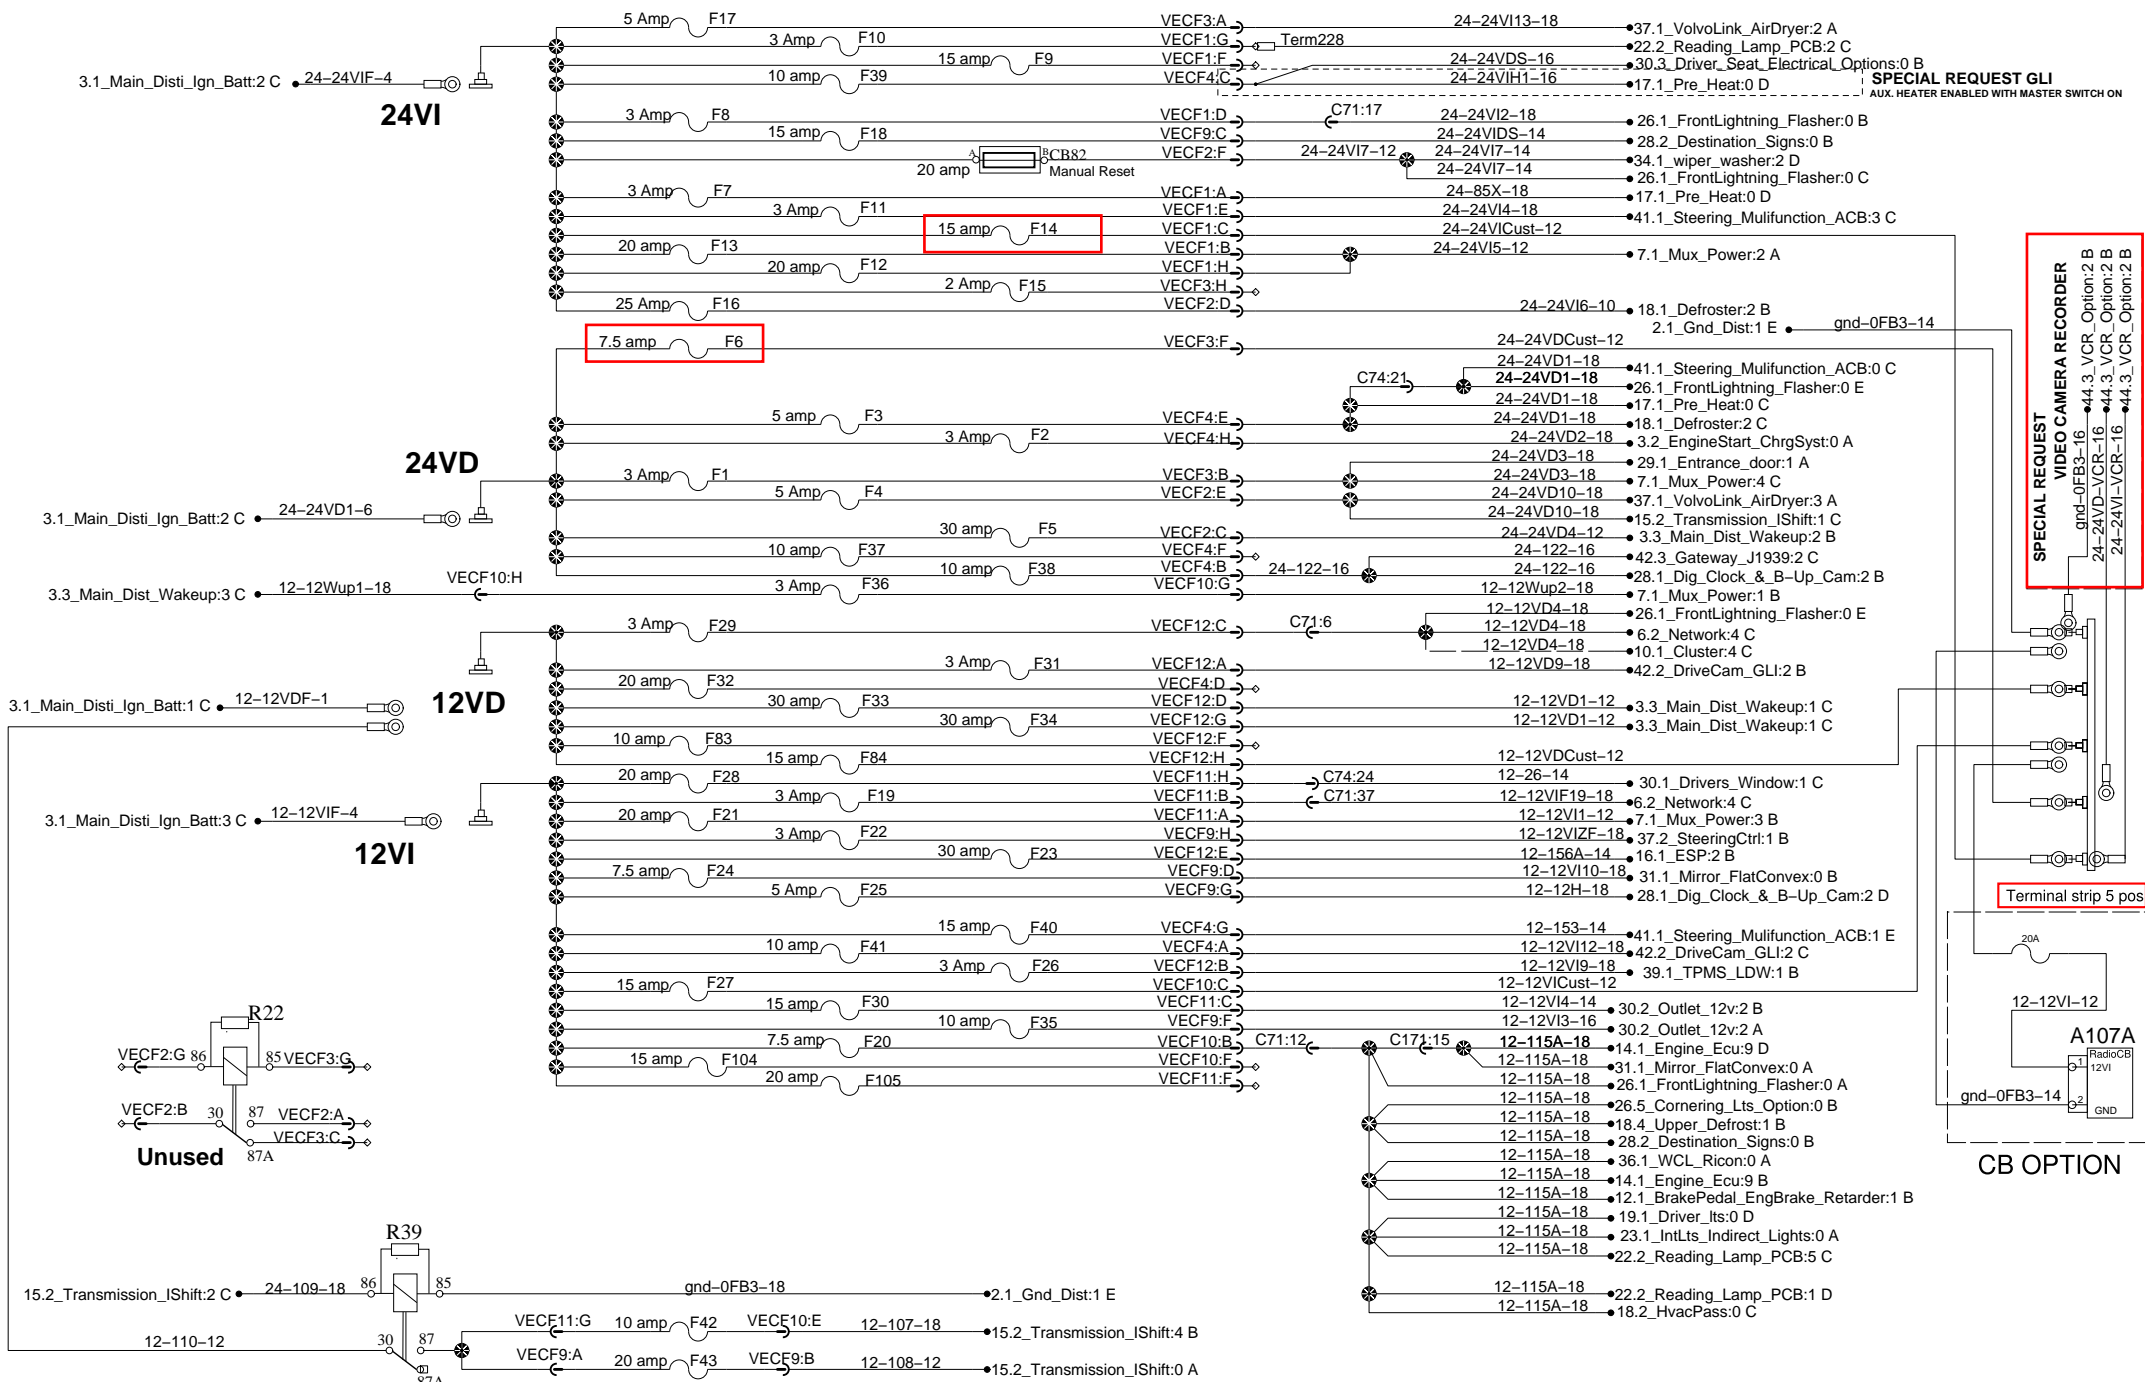 5 Amp F17 VECF3:A 24-24VI13-18 37.1_VolvoLink_AirDryer:2 A
3 Amp F10 VECF1:G Term228 22.2_Reading_Lamp_PCB:2 C
15 amp F9 VECF1:F 24-24VDS-16 30.3_Driver_Seat_Electrical_Options:0 B
3.1_Main_Disti_Ign_Batt:2 C 24-24VIF-4 10 amp F39 VECF4:C 24-24VIH1-16 17.1_Pre_Heat:0 D
SPECIAL REQUEST GLI
AUX. HEATER ENABLED WITH MASTER SWITCH ON
24VI
3 Amp F8 VECF1:D C71:17 24-24VI2-18 26.1_FrontLightning_Flasher:0 B
15 amp F18 VECF9:C 24-24VIDS-14 28.2_Destination_Signs:0 B
20 amp A B CB82 Manual Reset VECF2:F 24-24VI7-12 24-24VI7-14 34.1_wiper_washer:2 D
24-24VI7-14 26.1_FrontLightning_Flasher:0 C
3 Amp F7 VECF1:A 24-85X-18 17.1_Pre_Heat:0 D
3 Amp F11 VECF1:E 24-24VI4-18 41.1_Steering_Mulifunction_ACB:3 C
15 amp F14 VECF1:C 24-24VICust-12
20 amp F13 VECF1:B 24-24VI5-12 7.1_Mux_Power:2 A
20 amp F12 VECF1:H
2 Amp F15 VECF3:H
25 Amp F16 VECF2:D 24-24VI6-10 18.1_Defroster:2 B
2.1_Gnd_Dist:1 E gnd-0FB3-14
7.5 amp F6 VECF3:F 24-24VDCust-12
24-24VD1-18 41.1_Steering_Mulifunction_ACB:0 C
C74:21 24-24VD1-18 26.1_FrontLightning_Flasher:0 E
24-24VD1-18 17.1_Pre_Heat:0 C
5 amp F3 VECF4:E 24-24VD1-18 18.1_Defroster:2 C
3 Amp F2 VECF4:H 24-24VD2-18 3.2_EngineStart_ChrgSyst:0 A
24VD
24-24VD3-18 29.1_Entrance_door:1 A
3 Amp F1 VECF3:B 24-24VD3-18 7.1_Mux_Power:4 C
5 Amp F4 VECF2:E 24-24VD10-18 37.1_VolvoLink_AirDryer:3 A
3.1_Main_Disti_Ign_Batt:2 C 24-24VD1-6 24-24VD10-18 15.2_Transmission_IShift:1 C
30 amp F5 VECF2:C 24-24VD4-12 3.3_Main_Dist_Wakeup:2 B
10 amp F37 VECF4:F 24-122-16 42.3_Gateway_J1939:2 C
10 amp F38 VECF4:B 24-122-16 24-122-16 28.1_Dig_Clock_&_B-Up_Cam:2 B
3.3_Main_Dist_Wakeup:3 C 12-12Wup1-18 VECF10:H 3 Amp F36 VECF10:G 12-12Wup2-18 7.1_Mux_Power:1 B
12-12VD4-18 26.1_FrontLightning_Flasher:0 E
3 Amp F29 VECF12:C C71:6 12-12VD4-18 6.2_Network:4 C
12-12VD4-18 10.1_Cluster:4 C
3 Amp F31 VECF12:A 12-12VD9-18 42.2_DriveCam_GLI:2 B
20 amp F32 VECF4:D
12VD
3.1_Main_Disti_Ign_Batt:1 C 12-12VDF-1 30 amp F33 VECF12:D 12-12VD1-12 3.3_Main_Dist_Wakeup:1 C
30 amp F34 VECF12:G 12-12VD1-12 3.3_Main_Dist_Wakeup:1 C
10 amp F83 VECF12:F
15 amp F84 VECF12:H 12-12VDCust-12
20 amp F28 VECF11:H C74:24 12-26-14 30.1_Drivers_Window:1 C
3 Amp F19 VECF11:B C71:37 12-12VIF19-18 6.2_Network:4 C
3.1_Main_Disti_Ign_Batt:3 C 12-12VIF-4 20 amp F21 VECF11:A 12-12VI1-12 7.1_Mux_Power:3 B
3 Amp F22 VECF9:H 12-12VIZF-18 37.2_SteeringCtrl:1 B
12VI
30 amp F23 VECF12:E 12-156A-14 16.1_ESP:2 B
7.5 amp F24 VECF9:D 12-12VI10-18 31.1_Mirror_FlatConvex:0 B
5 Amp F25 VECF9:G 12-12H-18 28.1_Dig_Clock_&_B-Up_Cam:2 D
15 amp F40 VECF4:G 12-153-14 41.1_Steering_Mulifunction_ACB:1 E
10 amp F41 VECF4:A 12-12VI12-18 42.2_DriveCam_GLI:2 C
3 Amp F26 VECF12:B 12-12VI9-18 39.1_TPMS_LDW:1 B
15 amp F27 VECF10:C 12-12VICust-12
15 amp F30 VECF11:C 12-12VI4-14 30.2_Outlet_12v:2 B
10 amp F35 VECF9:F 12-12VI3-16 30.2_Outlet_12v:2 A
7.5 amp F20 VECF10:B C71:12 C171:15 12-115A-18 14.1_Engine_Ecu:9 D
15 amp F104 VECF10:F 12-115A-18 31.1_Mirror_FlatConvex:0 A
20 amp F105 VECF11:F 12-115A-18 26.1_FrontLightning_Flasher:0 A
12-115A-18 26.5_Cornering_Lts_Option:0 B
12-115A-18 18.4_Upper_Defrost:1 B
12-115A-18 28.2_Destination_Signs:0 B
12-115A-18 36.1_WCL_Ricon:0 A
12-115A-18 14.1_Engine_Ecu:9 B
12-115A-18 12.1_BrakePedal_EngBrake_Retarder:1 B
12-115A-18 19.1_Driver_lts:0 D
12-115A-18 23.1_IntLts_Indirect_Lights:0 A
12-115A-18 22.2_Reading_Lamp_PCB:5 C
12-115A-18 22.2_Reading_Lamp_PCB:1 D
12-115A-18 18.2_HvacPass:0 C
SPECIAL REQUEST
VIDEO CAMERA RECORDER
gnd-0FB3-16 44.3_VCR_Option:2 B
24-24VD-VCR-16 44.3_VCR_Option:2 B
24-24VI-VCR-16 44.3_VCR_Option:2 B
Terminal strip 5 pos
20A
12-12VI-12
A107A
RadioCB
1 12VI
gnd-0FB3-14 2 GND
CB OPTION
R22
VECF2:G 86 85 VECF3:G
VECF2:B 30 87 VECF2:A
VECF3:C
87A
Unused
R39
15.2_Transmission_IShift:2 C 24-109-18 86 85 gnd-0FB3-18 2.1_Gnd_Dist:1 E
12-110-12 30 87 VECF11:G 10 amp F42 VECF10:E 12-107-18 15.2_Transmission_IShift:4 B
87A VECF9:A 20 amp F43 VECF9:B 12-108-12 15.2_Transmission_IShift:0 A